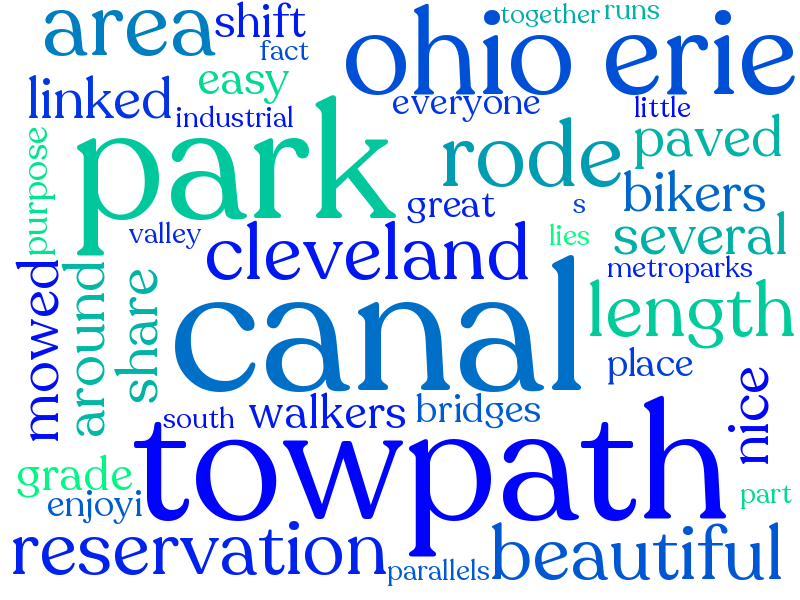 together runs
area shift
ohio erie
fact
easy
linked
everyone
industrial
little
park
rode
paved
purpose
bikers
great
s
valley
several
cleveland
lies
metroparks
mowed
around
share
canal
length
place
nice
south
walkers
bridges
towpath
grade
enjoyi
part
reservation
beautiful
parallels